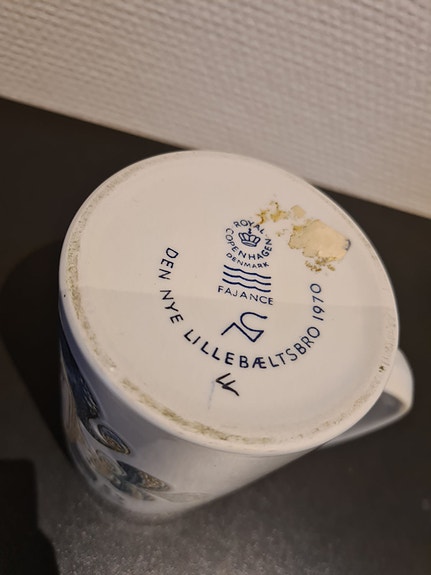 ROYAL
COPENHAGEN
DENMARK
FAJANCE
DEN NYE LILLEBÆLTSBRO 1970